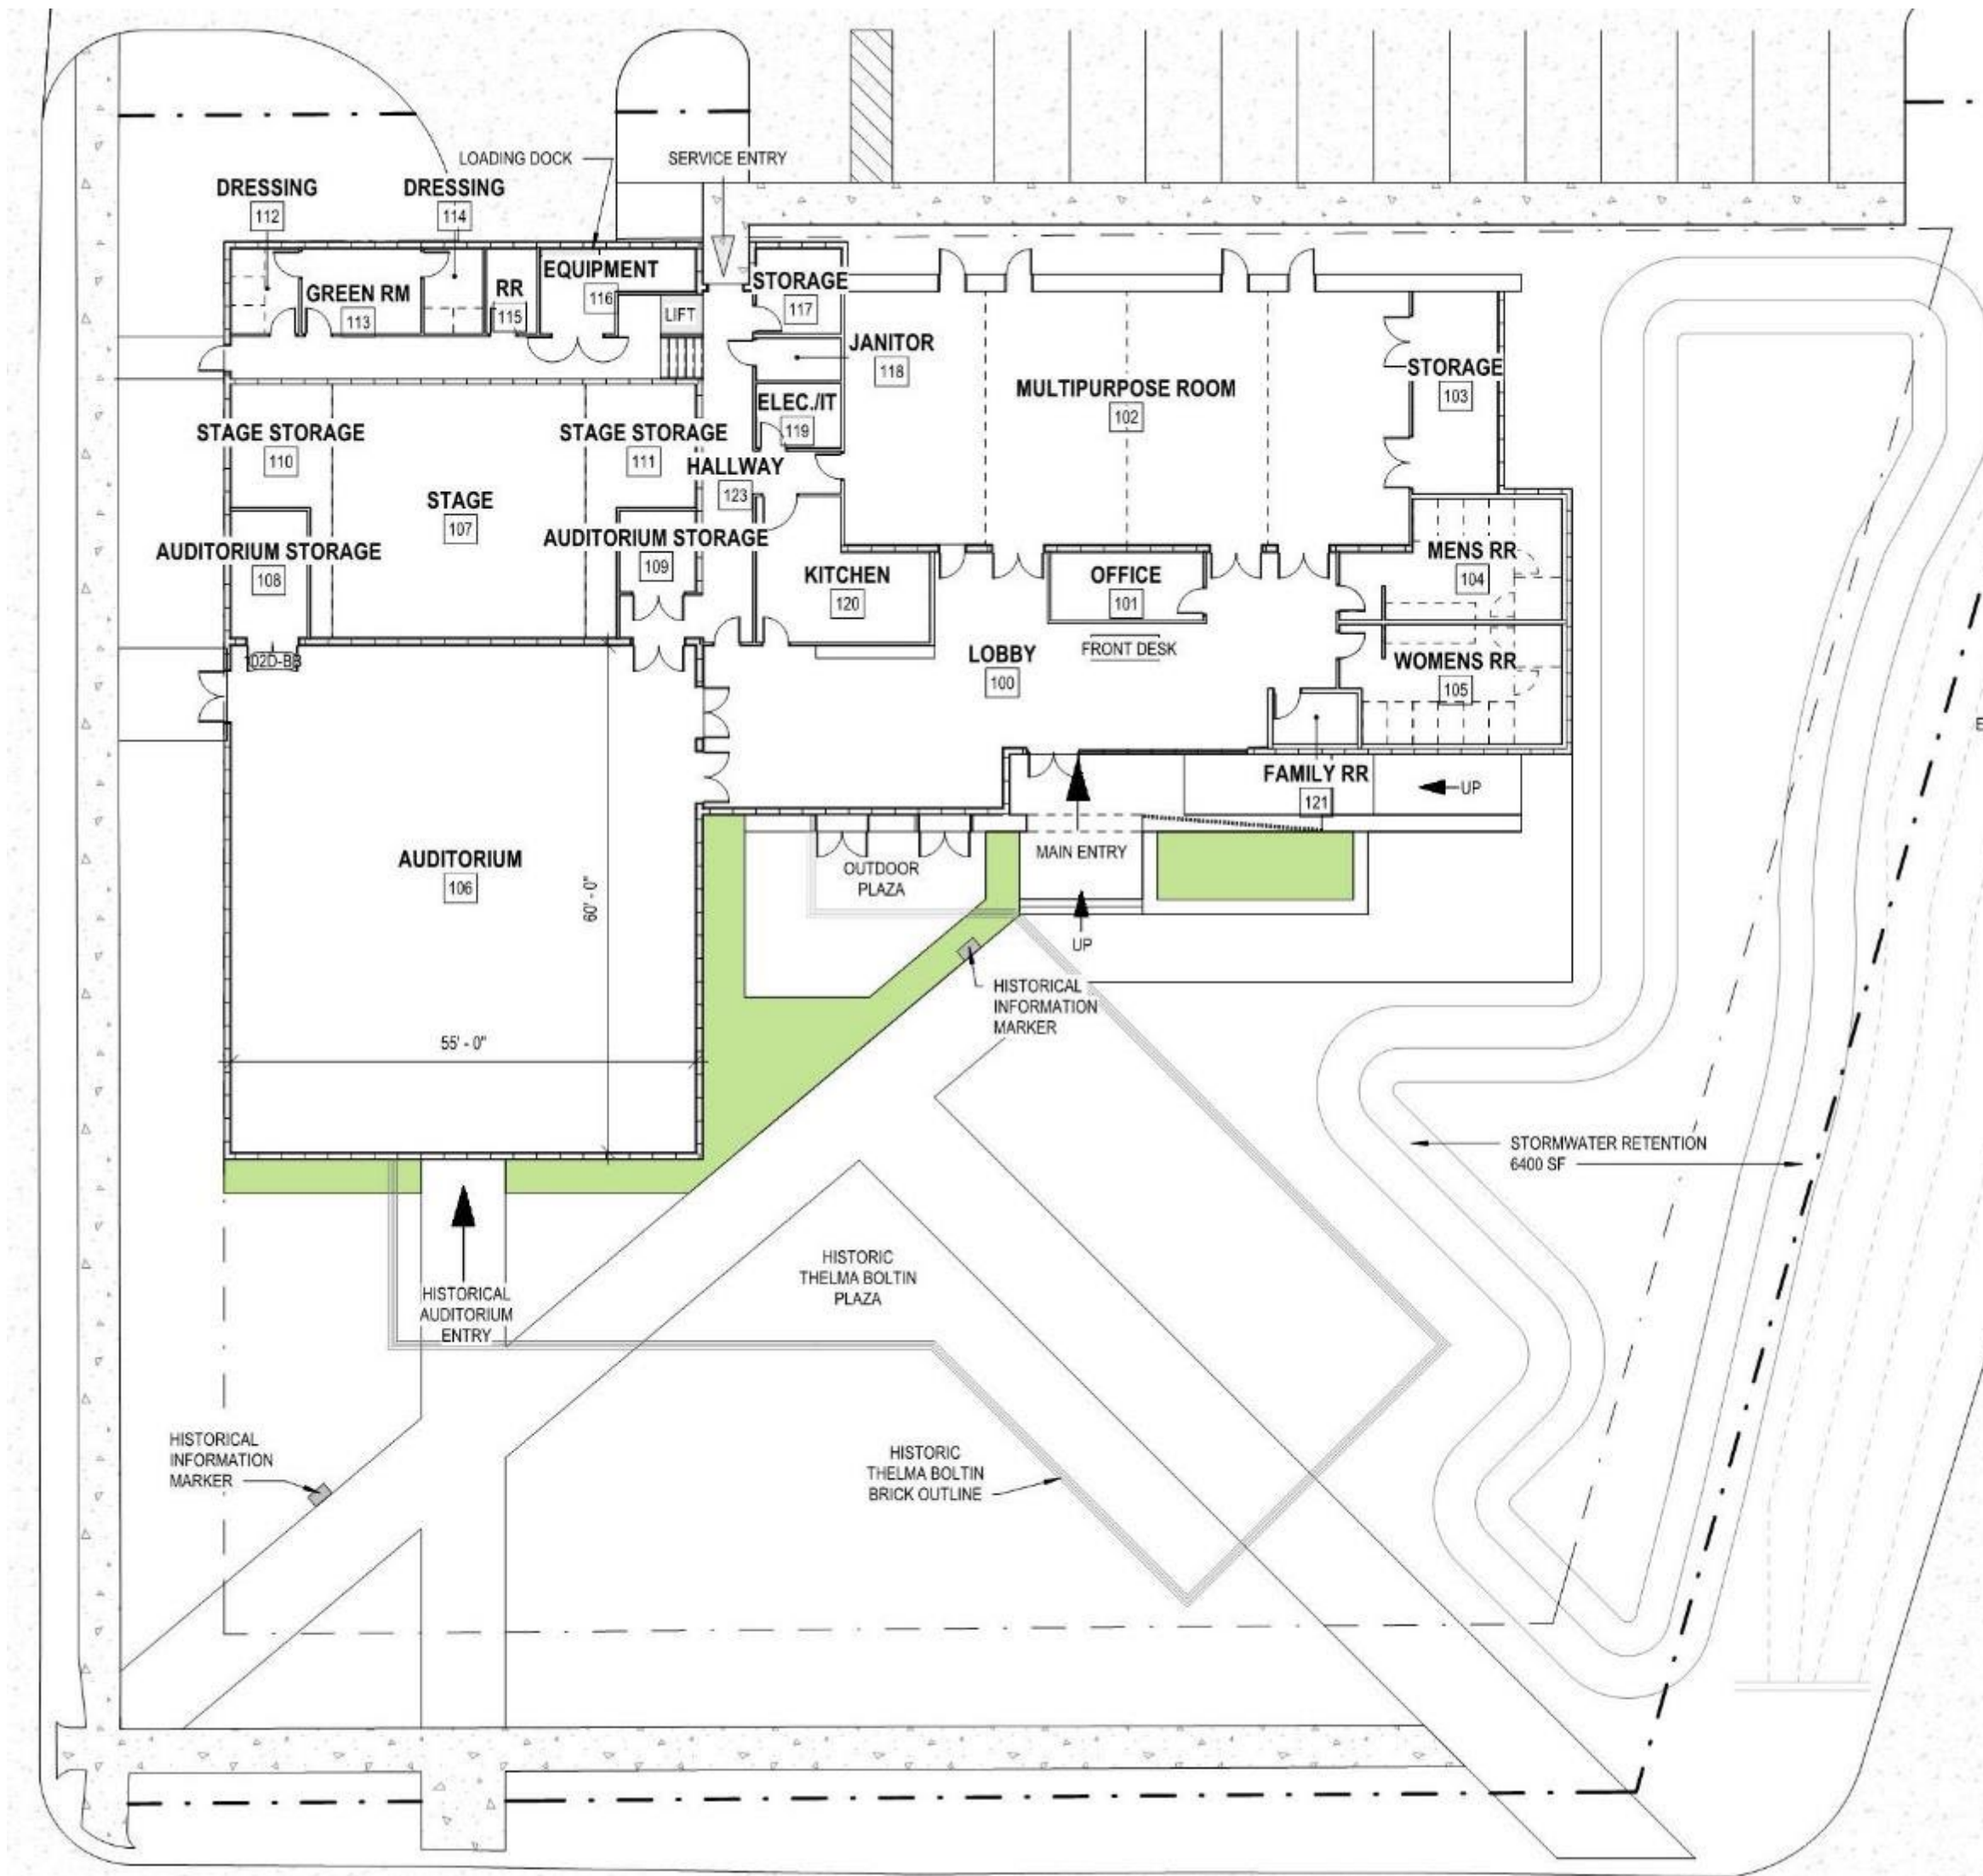 LOADING DOCK
SERVICE ENTRY
DRESSING
112
DRESSING
114
EQUIPMENT
116
STORAGE
117
GREEN RM
113
RR
115
LIFT
JANITOR
118
STORAGE
103
MULTIPURPOSE ROOM
102
ELEC./IT
119
STAGE STORAGE
110
STAGE STORAGE
111
HALLWAY
123
STAGE
107
AUDITORIUM STORAGE
108
AUDITORIUM STORAGE
109
MENS RR
104
KITCHEN
120
OFFICE
101
FRONT DESK
LOBBY
100
WOMENS RR
105
FAMILY RR
121
UP
MAIN ENTRY
OUTDOOR
PLAZA
AUDITORIUM
106
60' - 0"
55' - 0"
UP
HISTORICAL
INFORMATION
MARKER
STORMWATER RETENTION
6400 SF
HISTORIC
THELMA BOLTIN
PLAZA
HISTORICAL
AUDITORIUM
ENTRY
HISTORICAL
INFORMATION
MARKER
HISTORIC
THELMA BOLTIN
BRICK OUTLINE